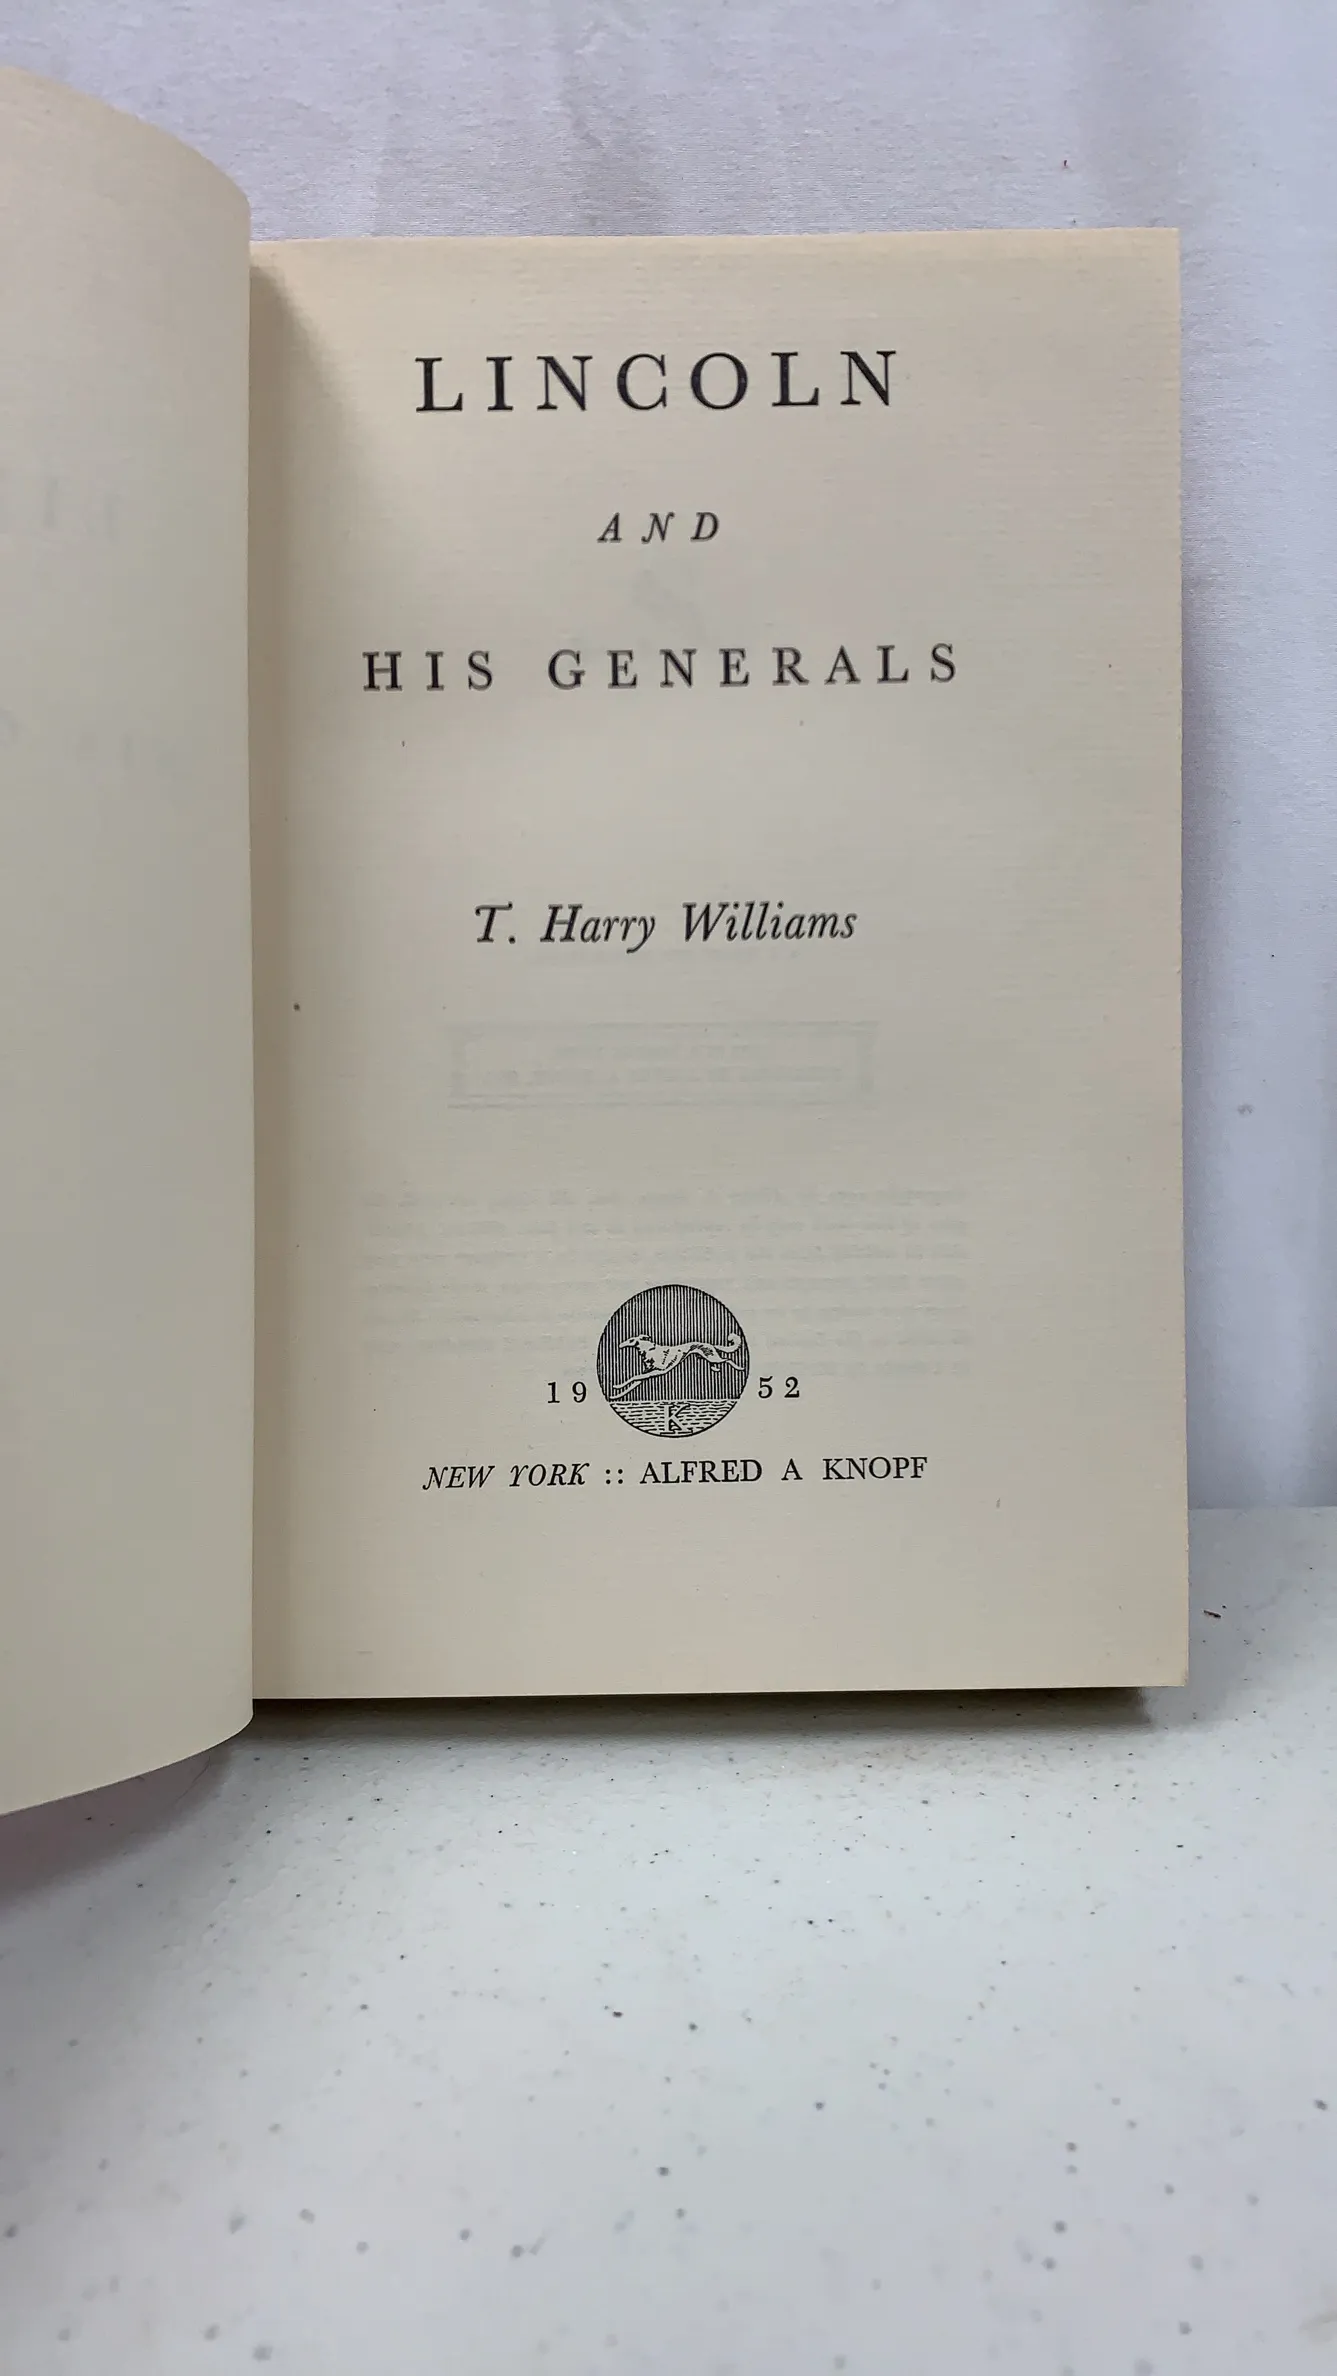 LINCOLN
AND
HIS GENERALS
T. Harry Williams
19 K 52
NEW YORK :: ALFRED A KNOPF